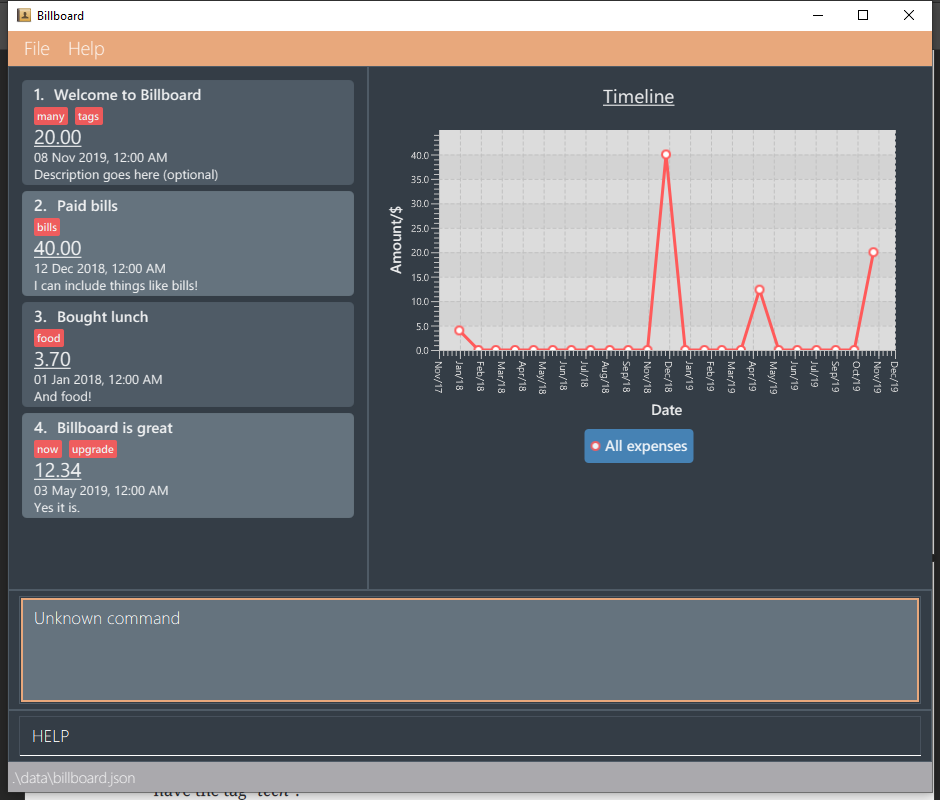 Billboard
File Help
1. Welcome to Billboard
many tags
20.00
08 Nov 2019, 12:00 AM
Description goes here (optional)
2. Paid bills
bills
40.00
12 Dec 2018, 12:00 AM
I can include things like bills!
3. Bought lunch
food
3.70
01 Jan 2018, 12:00 AM
And food!
4. Billboard is great
now upgrade
12.34
03 May 2019, 12:00 AM
Yes it is.
Timeline
Amount/$
40.0
35.0
30.0
25.0
20.0
15.0
10.0
5.0
0.0
Nov/17
Jan/18
Feb/18
Mar/18
Apr/18
May/18
Jun/18
Jul/18
Aug/18
Sep/18
Nov/18
Dec/18
Jan/19
Feb/19
Mar/19
Apr/19
May/19
Jun/19
Jul/19
Sep/19
Oct/19
Nov/19
Dec/19
Date
All expenses
Unknown command
HELP
.\data\billboard.json